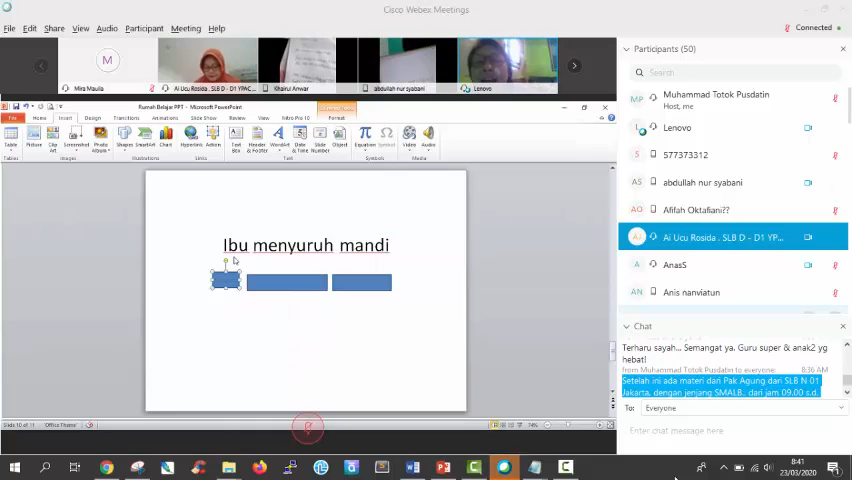 Cisco Webex Meetings
File Edit Share View Audio Participant Meeting Help
Connected
M
Mira Maulia
Ai Ucu Rosida . SLB D - D1 YPAC...
Khairul Anwar
abdullah nur syabani
Lenovo
Rumah Belajar PPT - Microsoft PowerPoint
File Home Insert Design Transitions Animations Slide Show Review View Nitro Pro 10 Format
Table Picture Clip Art Screenshot Photo Album Shapes SmartArt Chart Hyperlink Action Text Box Header & Footer WordArt Date & Time Slide Number Object Equation Symbol Video Audio
Tables Images Illustrations Links Text Symbols Media
Ibu menyuruh mandi
Slide 10 of 11 "Office Theme" 74%
Participants (50)
Search
MP Muhammad Totok Pusdatin
Host, me
Lenovo
5 577373312
AS abdullah nur syabani
AO Afifah Oktafiani??
Ai Ucu Rosida . SLB D - D1 YP...
AnasS
Anis nanviatun
Chat
Terharu sayah... Semangat ya. Guru super & anak2 yg
hebat!
from Muhammad Totok Pusdatin to everyone: 8:36 AM
Setelah ini ada materi dari Pak Agung dari SLB N 01
Jakarta, dengan jenjang SMALB.. dari jam 09.00 s.d.
To: Everyone
Enter chat message here
8:41
23/03/2020